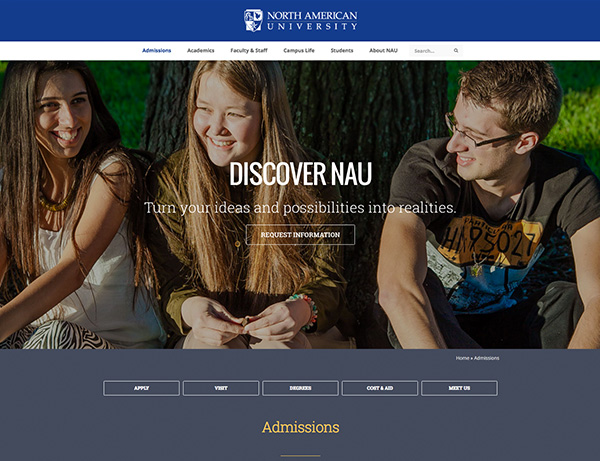 NORTH AMERICAN
UNIVERSITY
Admissions Academics Faculty & Staff Campus Life Students About NAU Search...
DISCOVER NAU
Turn your ideas and possibilities into realities.
REQUEST INFORMATION
HARSO27
Home » Admissions
APPLY VISIT DEGREES COST & AID MEET US
Admissions